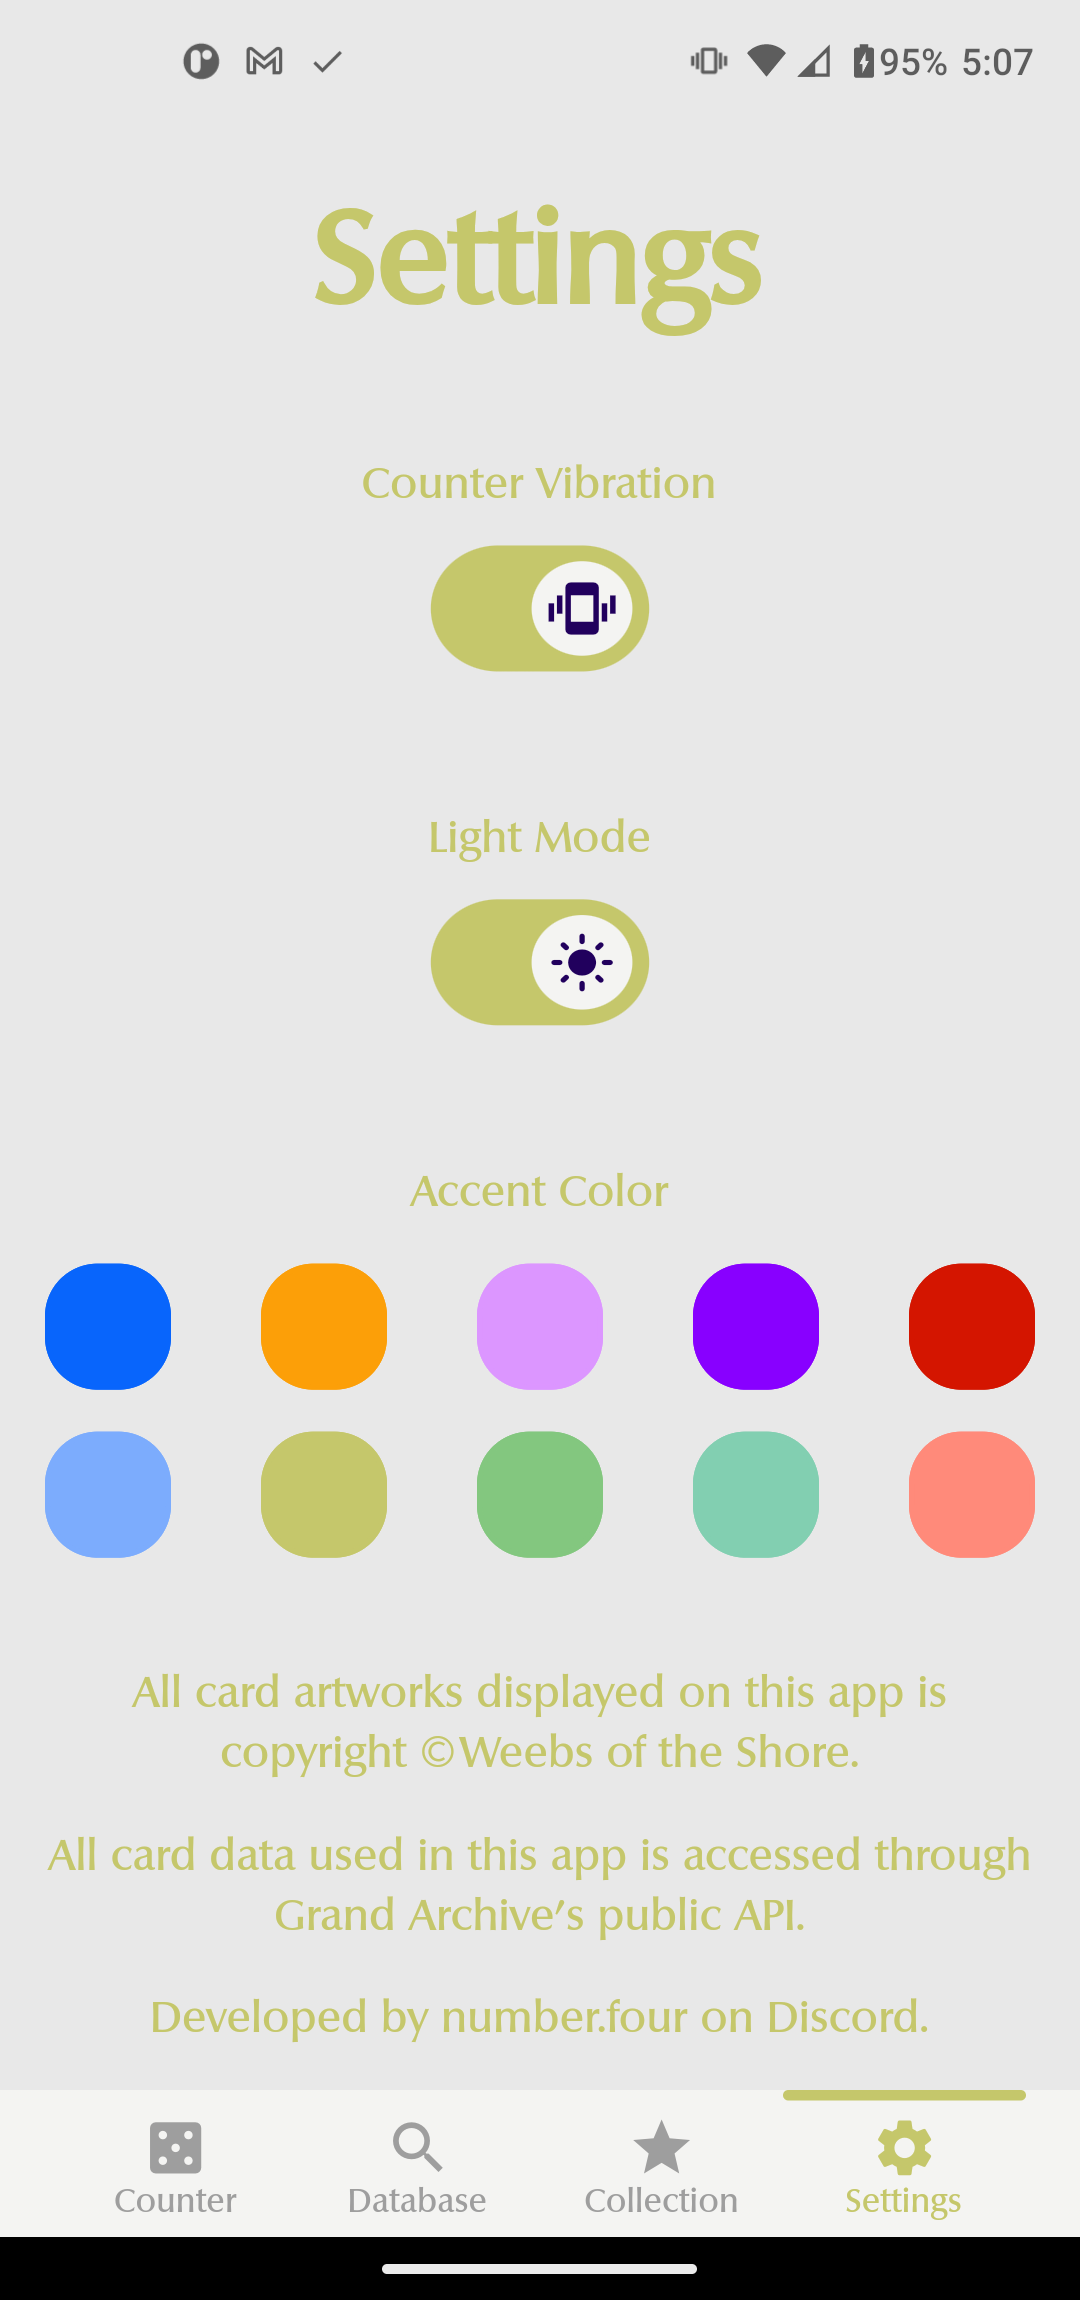 95% 5:07
Settings
Counter Vibration
Light Mode
Accent Color
All card artworks displayed on this app is
copyright ©Weebs of the Shore.
All card data used in this app is accessed through
Grand Archive's public API.
Developed by number.four on Discord.
Counter Database Collection Settings